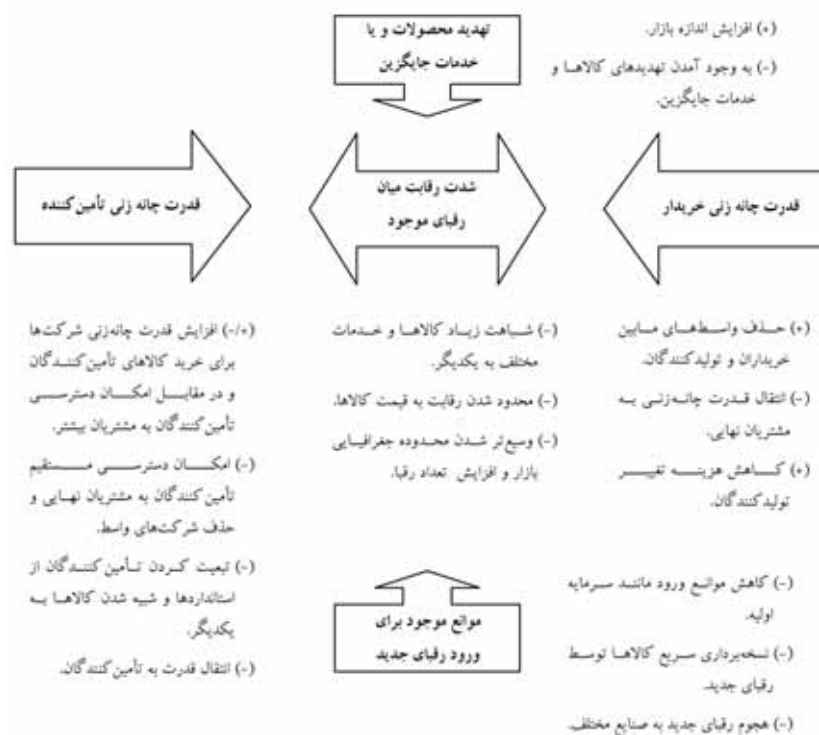 تهدید محصولات و یا
خدمات جایگزین
(+) افزایش اندازه بازار.
(-) به وجود آمدن تهدیدهای کالاها و
خدمات جایگزین.
قدرت چانه زنی خریدار
شدت رقابت میان
رقبای موجود
قدرت چانه زنی تأمین‌کننده
(+) حذف واسط‌های مابین
خریداران و تولیدکنندگان.
(-) انتقال قدرت چانه‌زنی به
مشتریان نهایی.
(+) کاهش هزینه تغییر
تولیدکنندگان.
(-) شباهت زیاد کالاها و خدمات
مختلف به یکدیگر.
(-) محدود شدن رقابت به قیمت کالاها.
(-) وسیع‌تر شدن محدوده جغرافیایی
بازار و افزایش تعداد رقبا.
(+/-) افزایش قدرت چانه‌زنی شرکت‌ها
برای خرید کالاهای تأمین‌کنندگان
و در مقابل امکان دسترسی
تأمین‌کنندگان به مشتریان بیشتر.
(-) امکان دسترسی مستقیم
تأمین‌کنندگان به مشتریان نهایی و
حذف شرکت‌های واسط.
(-) تبعیت کردن تأمین‌کنندگان از
استانداردها و شبیه شدن کالاها به
یکدیگر.
(-) انتقال قدرت به تأمین‌کنندگان.
موانع موجود برای
ورود رقبای جدید
(-) کاهش موانع ورود مانند سرمایه
اولیه.
(-) نسخه‌برداری سریع کالاها توسط
رقبای جدید.
(-) هجوم رقبای جدید به صنایع مختلف.